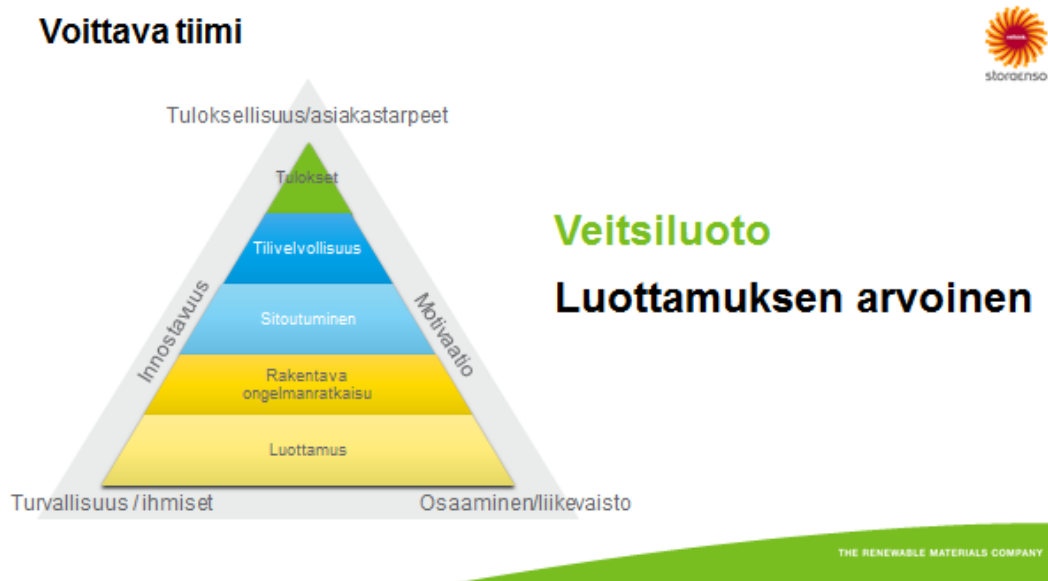 Voittava tiimi
storaenso
Tuloksellisuus/asiakastarpeet
Tulokset
Tilivelvollisuus
Sitoutuminen
Rakentava
ongelmanratkaisu
Luottamus
Innostavuus
Motivaatio
Turvallisuus / ihmiset
Osaaminen/liikevaisto
Veitsiluoto
Luottamuksen arvoinen
THE RENEWABLE MATERIALS COMPANY